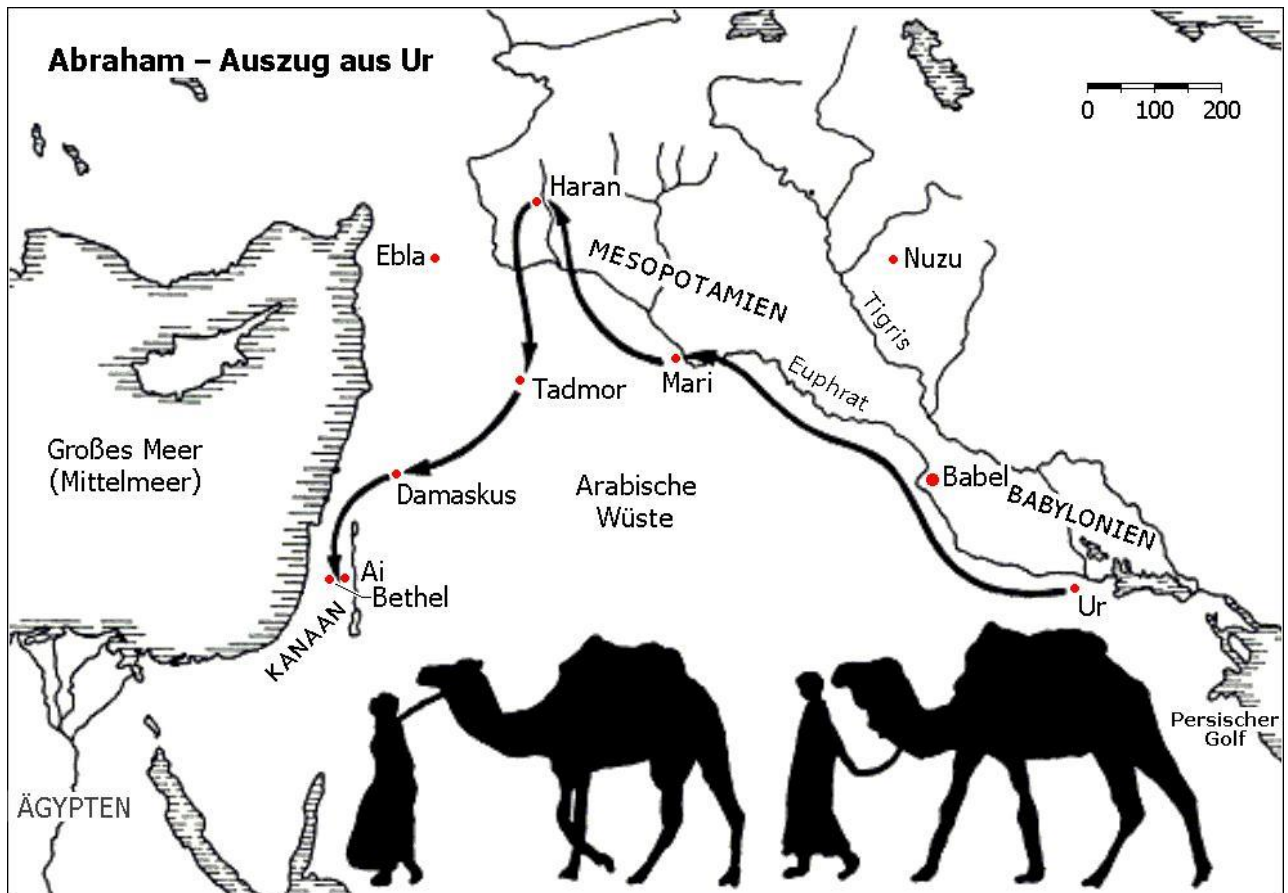 Abraham – Auszug aus Ur
0 100 200
Haran
Ebla
Nuzu
MESOPOTAMIEN
Tigris
Mari
Euphrat
Tadmor
Großes Meer
(Mittelmeer)
Damaskus
Arabische
Wüste
Babel
BABYLONIEN
Ai
Bethel
Ur
KANAAN
Persischer
Golf
ÄGYPTEN